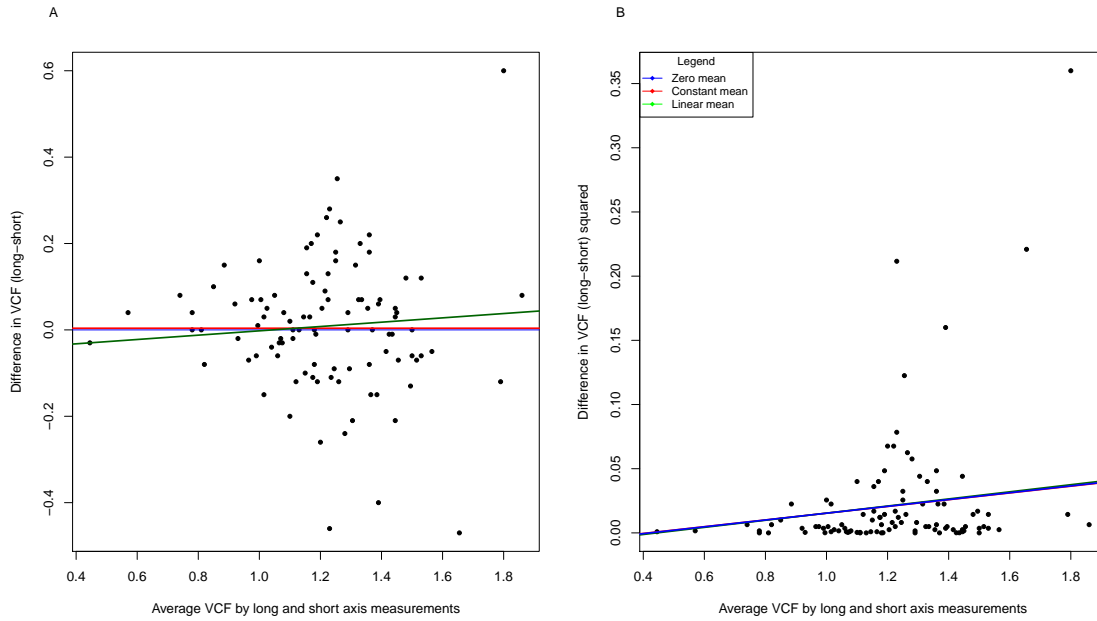 A
Difference in VCF (long−short)
0.6
0.4
0.2
0.0
−0.2
−0.4
0.4 0.6 0.8 1.0 1.2 1.4 1.6 1.8
Average VCF by long and short axis measurements
B
Difference in VCF (long−short) squared
0.35
0.30
0.25
0.20
0.15
0.10
0.05
0.00
Legend
Zero mean
Constant mean
Linear mean
0.4 0.6 0.8 1.0 1.2 1.4 1.6 1.8
Average VCF by long and short axis measurements